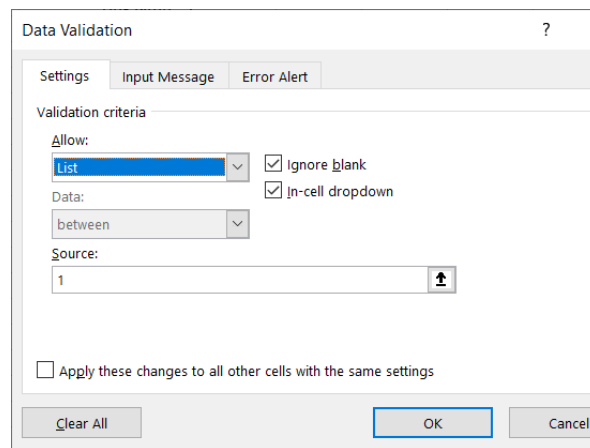 Data Validation ?
Settings Input Message Error Alert
Validation criteria
Allow:
List Ignore blank
In-cell dropdown
Data:
between
Source:
1
Apply these changes to all other cells with the same settings
Clear All OK Cancel